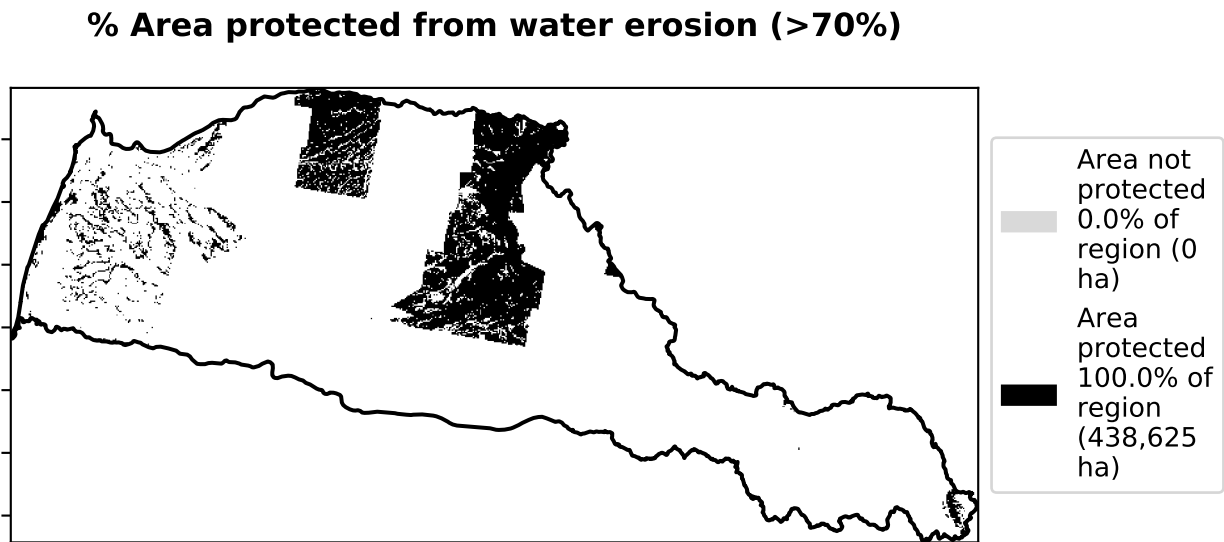 % Area protected from water erosion (>70%)
Area not
protected
0.0% of
region (0
ha)
Area
protected
100.0% of
region
(438,625
ha)